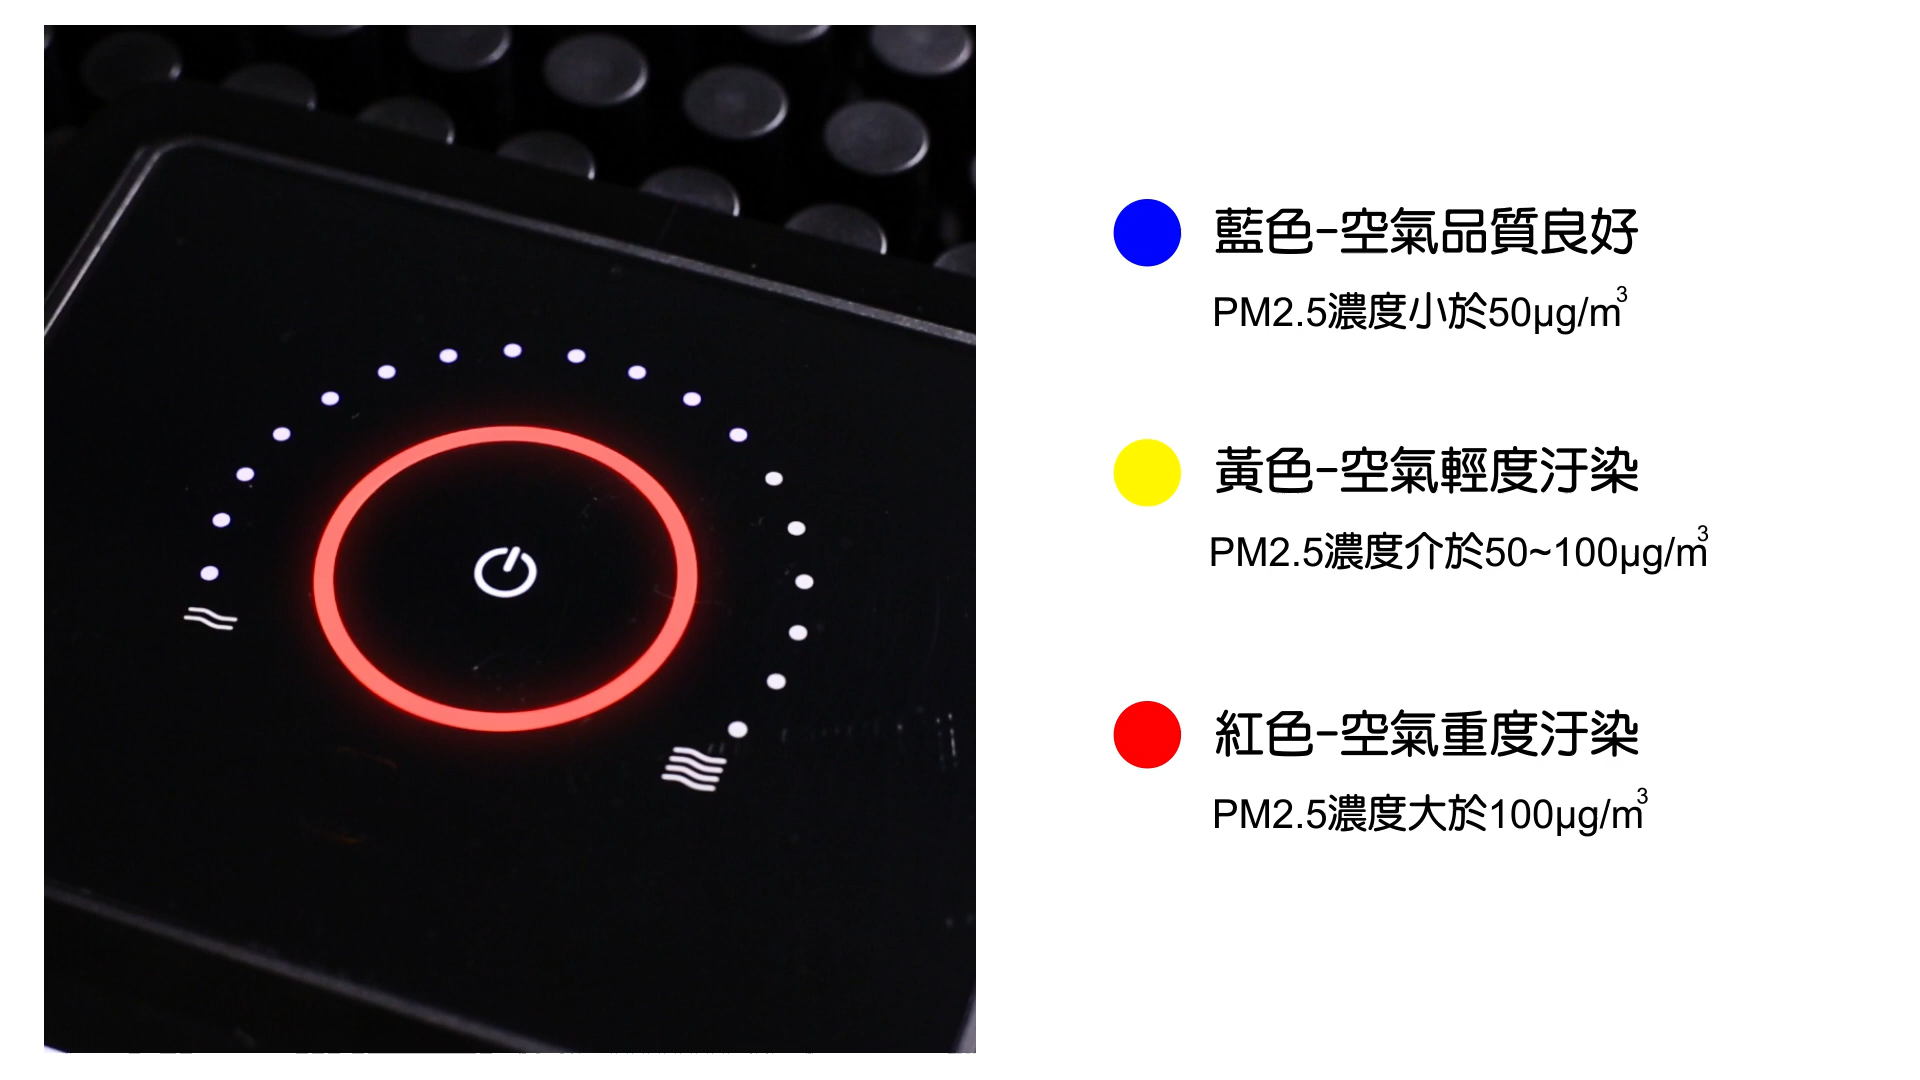 藍色-空氣品質良好
PM2.5濃度小於50µg/m³
黃色-空氣輕度汙染
PM2.5濃度介於50~100µg/m³
紅色-空氣重度汙染
PM2.5濃度大於100µg/m³